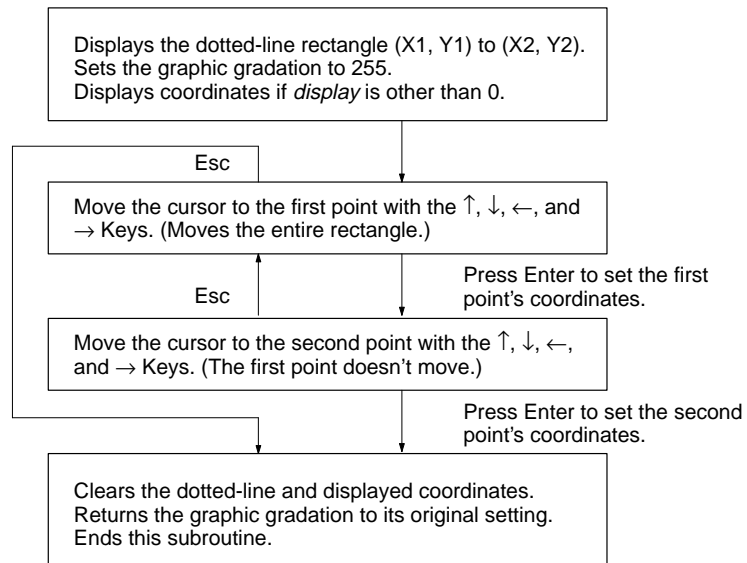 Displays the dotted-line rectangle (X1, Y1) to (X2, Y2).
Sets the graphic gradation to 255.
Displays coordinates if display is other than 0.
Esc
Move the cursor to the first point with the ↑, ↓, ←, and
→ Keys. (Moves the entire rectangle.)
Esc
Press Enter to set the first
point's coordinates.
Move the cursor to the second point with the ↑, ↓, ←,
and → Keys. (The first point doesn't move.)
Press Enter to set the second
point's coordinates.
Clears the dotted-line and displayed coordinates.
Returns the graphic gradation to its original setting.
Ends this subroutine.